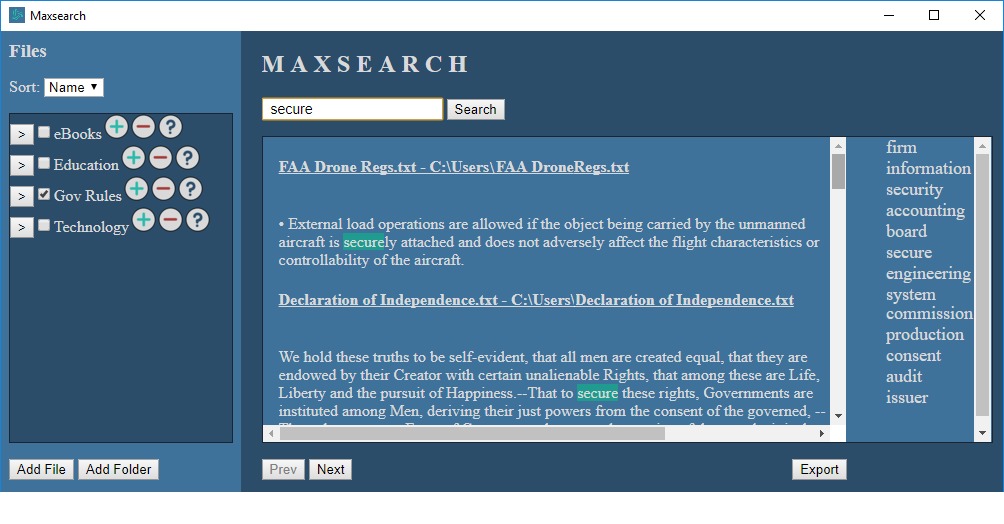 Maxsearch
Files
Sort: Name ▼
> eBooks + − ?
> Education + − ?
> Gov Rules + − ?
> Technology + − ?
Add File Add Folder
MAXSEARCH
secure Search
FAA Drone Regs.txt - C:\Users\FAA DroneRegs.txt
• External load operations are allowed if the object being carried by the unmanned
aircraft is securely attached and does not adversely affect the flight characteristics or
controllability of the aircraft.
Declaration of Independence.txt - C:\Users\Declaration of Independence.txt
We hold these truths to be self-evident, that all men are created equal, that they are
endowed by their Creator with certain unalienable Rights, that among these are Life,
Liberty and the pursuit of Happiness.--That to secure these rights, Governments are
instituted among Men, deriving their just powers from the consent of the governed, --
firm
information
security
accounting
board
secure
engineering
system
commission
production
consent
audit
issuer
Prev Next Export